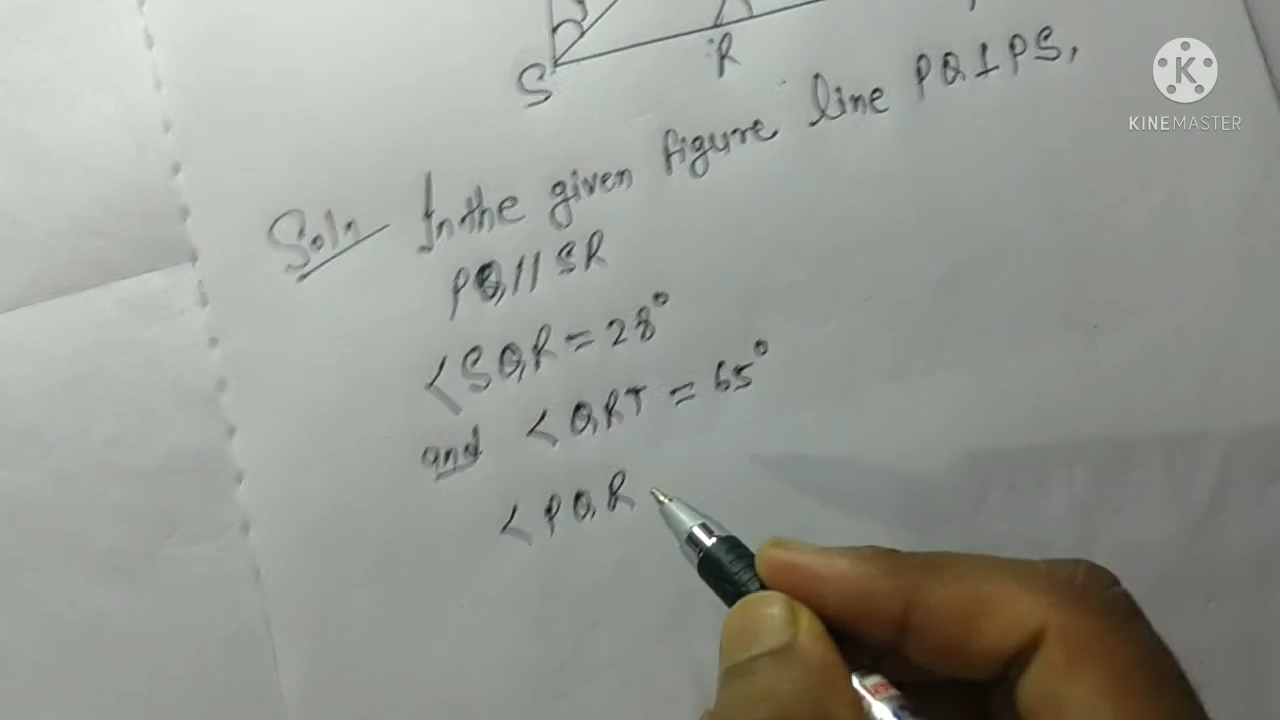 S R
K
KINEMASTER
Soln In the given figure line PQ⊥PS,
PQ//SR
<SQR=28°
and <QRT = 65°
<PQR